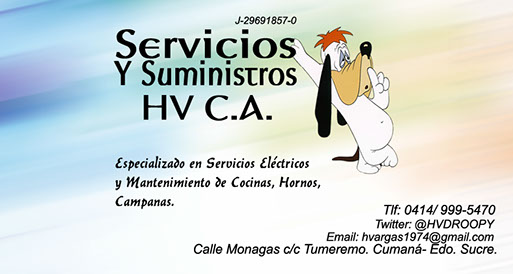 J-29691857-0
Servicios
Y Suministros
HV C.A.
Especializado en Servicios Eléctricos
y Mantenimiento de Cocinas, Hornos,
Campanas.
Tlf: 0414/ 999-5470
Twitter: @HVDROOPY
Email: hvargas1974@gmail.com
Calle Monagas c/c Tumeremo. Cumaná- Edo. Sucre.